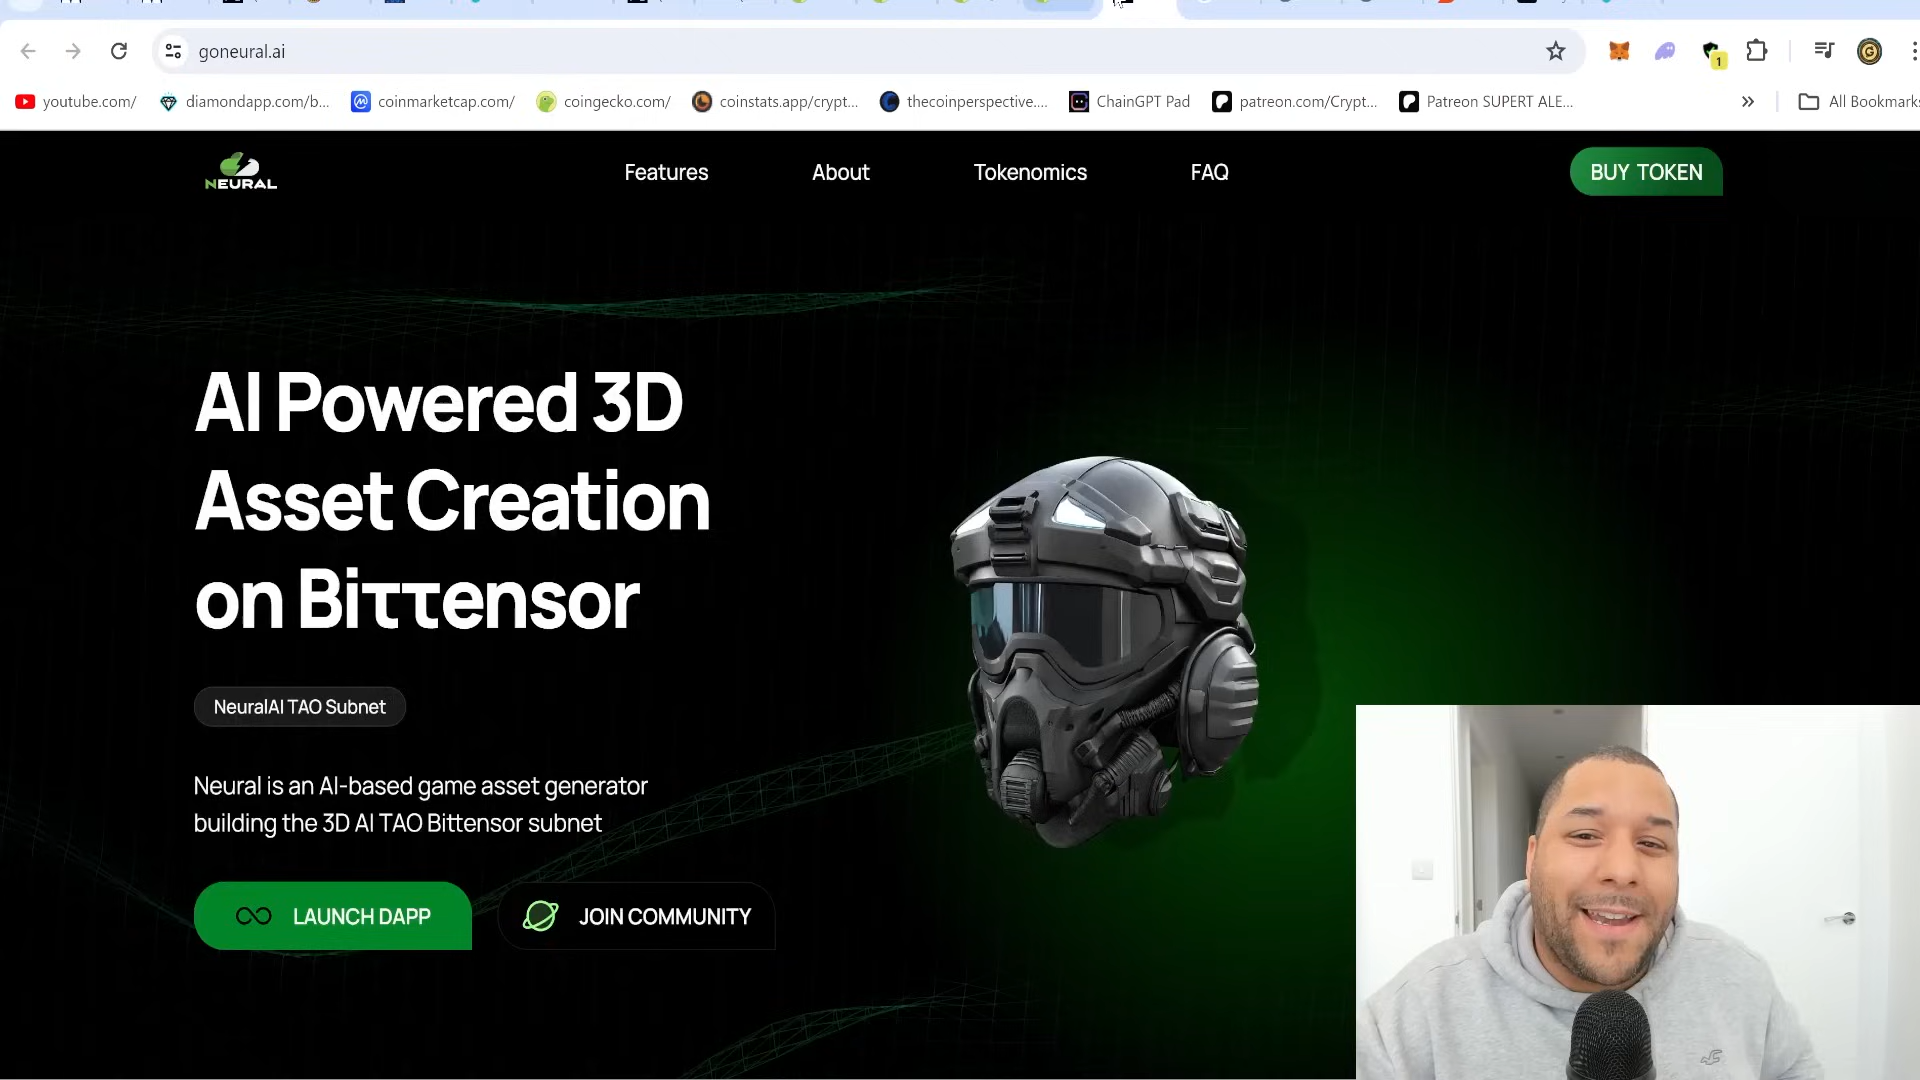 goneural.ai
1
youtube.com/
diamondapp.com/b...
coinmarketcap.com/
coingecko.com/
coinstats.app/crypt...
thecoinperspective....
ChainGPT Pad
patreon.com/Crypt...
Patreon SUPERT ALE...
All Bookmarks
NEURAL
Features
About
Tokenomics
FAQ
BUY TOKEN
AI Powered 3D
Asset Creation
on Biττensor
NeuralAI TAO Subnet
Neural is an AI-based game asset generator
building the 3D AI TAO Bittensor subnet
LAUNCH DAPP
JOIN COMMUNITY